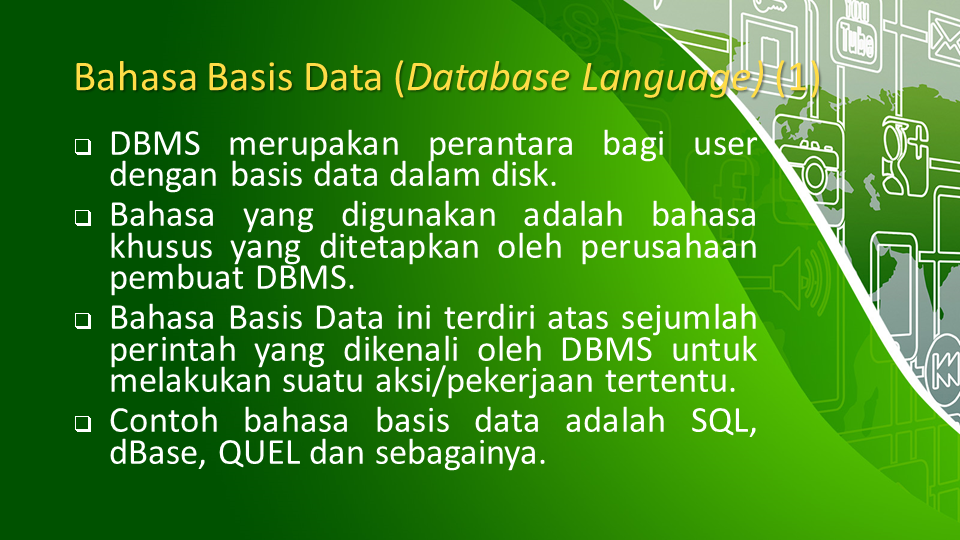 Bahasa Basis Data (Database Language) (1)
❑ DBMS merupakan perantara bagi user
dengan basis data dalam disk.
❑ Bahasa yang digunakan adalah bahasa
khusus yang ditetapkan oleh perusahaan
pembuat DBMS.
❑ Bahasa Basis Data ini terdiri atas sejumlah
perintah yang dikenali oleh DBMS untuk
melakukan suatu aksi/pekerjaan tertentu.
❑ Contoh bahasa basis data adalah SQL,
dBase, QUEL dan sebagainya.
You
Tube